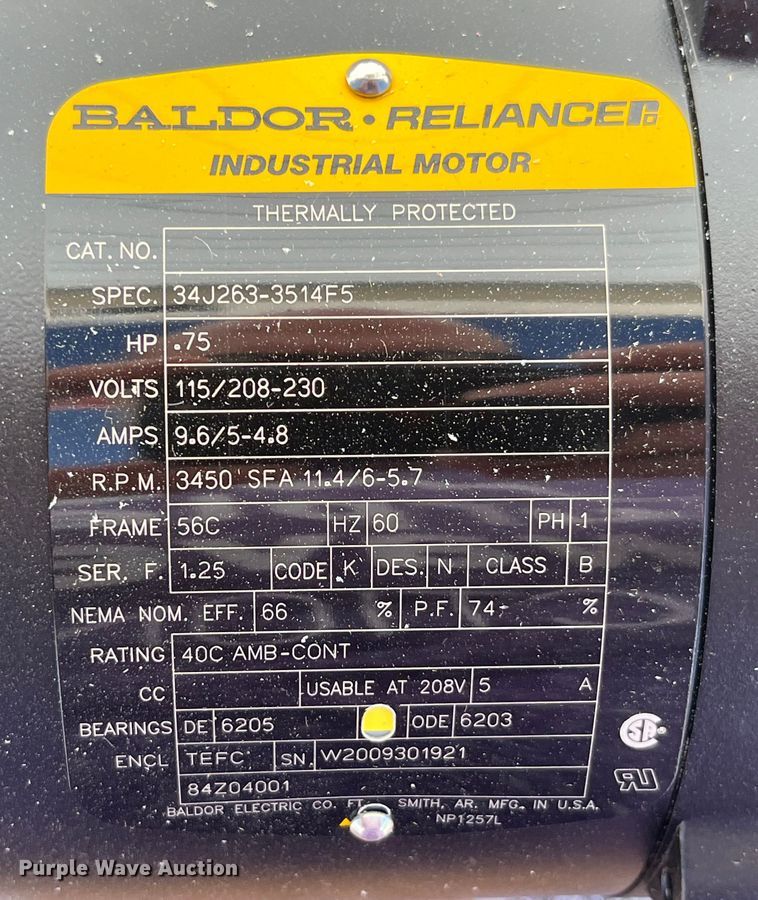 BALDOR • RELIANCE
INDUSTRIAL MOTOR
THERMALLY PROTECTED
CAT. NO.
SPEC. 34J263-3514F5
HP .75
VOLTS 115/208-230
AMPS 9.6/5-4.8
R.P.M. 3450 SFA 11.4/6-5.7
FRAME 56C HZ 60 PH 1
SER. F. 1.25 CODE K DES. N CLASS B
NEMA NOM. EFF. 66 % P.F. 74 %
RATING 40C AMB-CONT
CC USABLE AT 208V 5 A
BEARINGS DE 6205 ODE 6203
ENCL TEFC SN W2009301921
84Z04001
BALDOR ELECTRIC CO. FT. SMITH, AR. MFG. IN U.S.A.
NP1257L
Purple Wave Auction